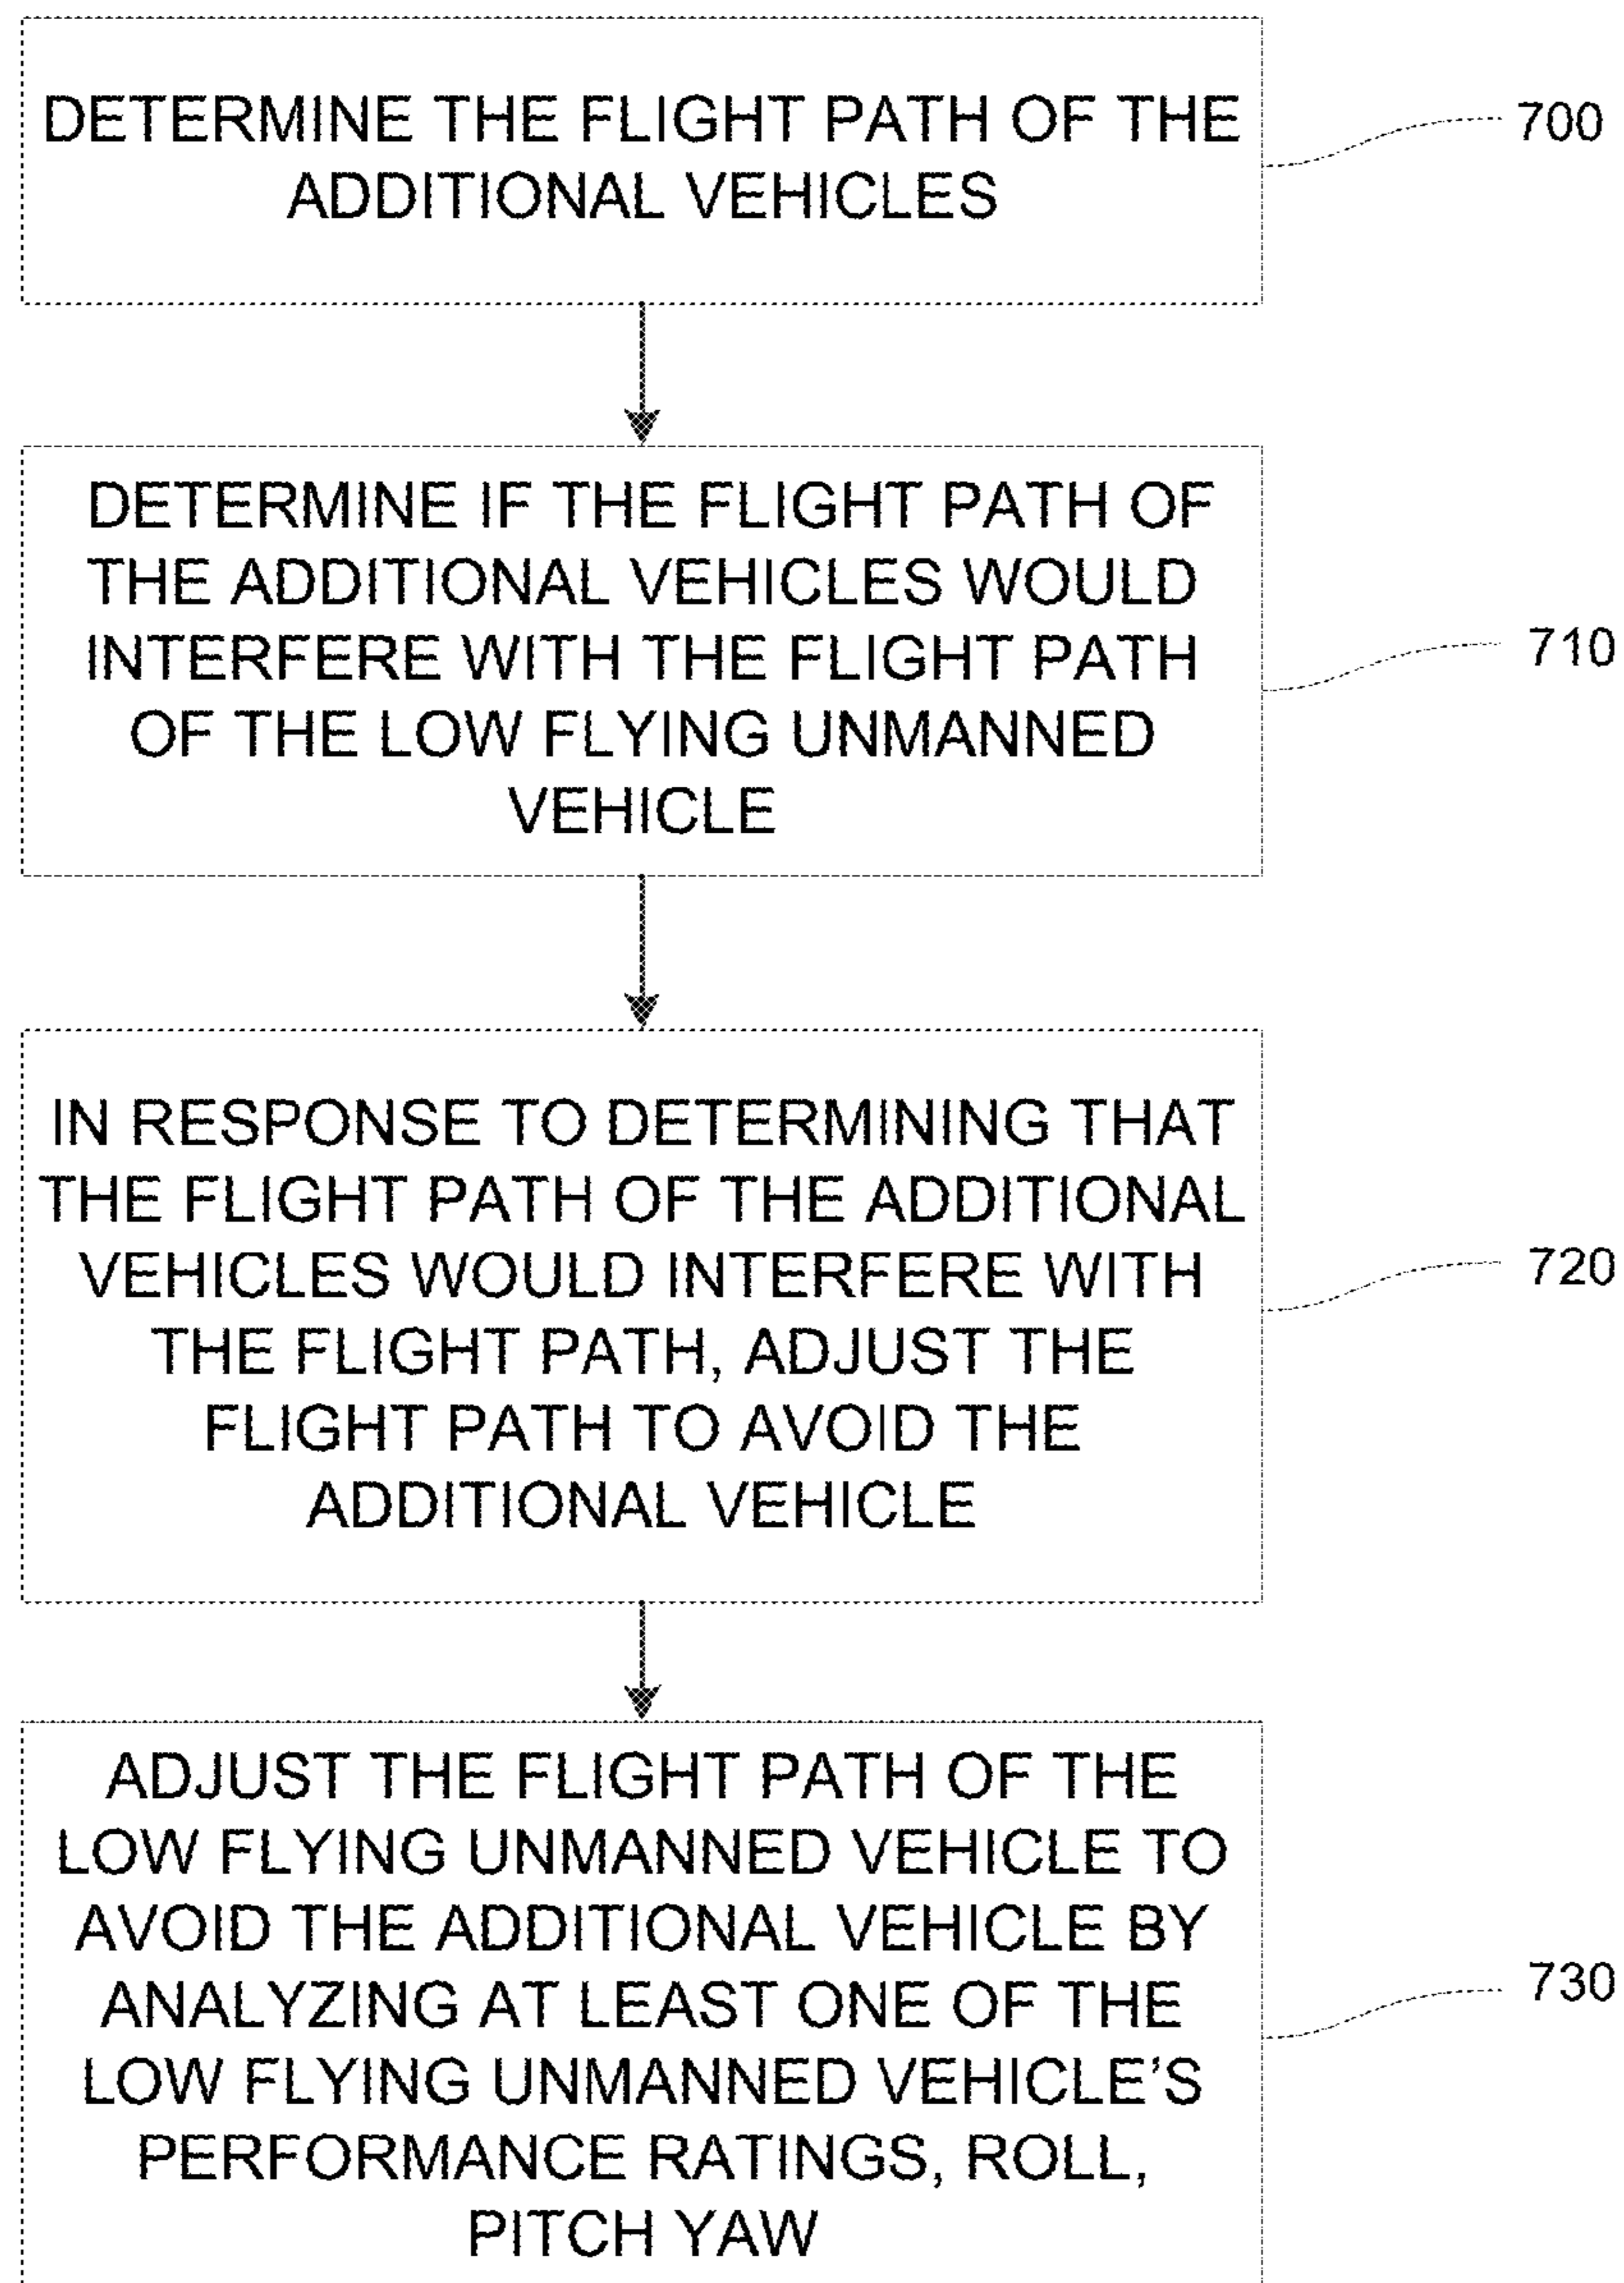 DETERMINE THE FLIGHT PATH OF THE
ADDITIONAL VEHICLES
700
DETERMINE IF THE FLIGHT PATH OF
THE ADDITIONAL VEHICLES WOULD
INTERFERE WITH THE FLIGHT PATH
OF THE LOW FLYING UNMANNED
VEHICLE
710
IN RESPONSE TO DETERMINING THAT
THE FLIGHT PATH OF THE ADDITIONAL
VEHICLES WOULD INTERFERE WITH
THE FLIGHT PATH, ADJUST THE
FLIGHT PATH TO AVOID THE
ADDITIONAL VEHICLE
720
ADJUST THE FLIGHT PATH OF THE
LOW FLYING UNMANNED VEHICLE TO
AVOID THE ADDITIONAL VEHICLE BY
ANALYZING AT LEAST ONE OF THE
LOW FLYING UNMANNED VEHICLE’S
PERFORMANCE RATINGS, ROLL,
PITCH YAW
730